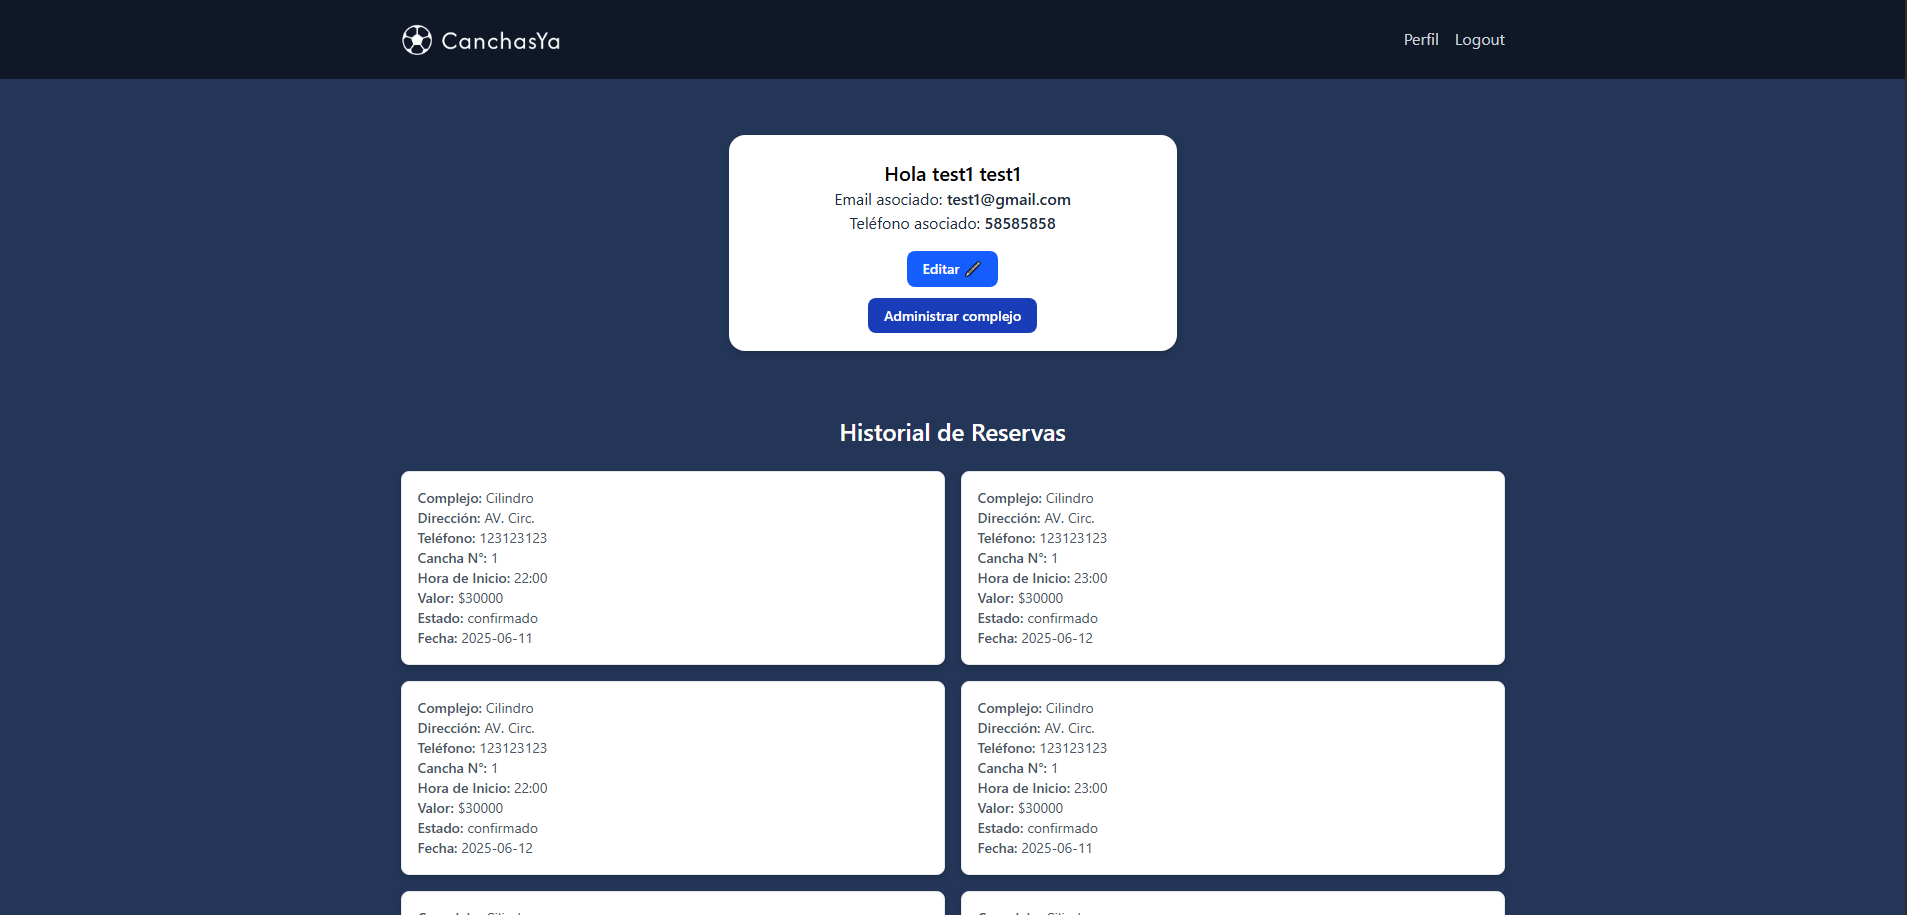 CanchasYa
Perfil Logout
Hola test1 test1
Email asociado: test1@gmail.com
Teléfono asociado: 58585858
Editar
Administrar complejo
Historial de Reservas
Complejo: Cilindro
Dirección: AV. Circ.
Teléfono: 123123123
Cancha N°: 1
Hora de Inicio: 22:00
Valor: $30000
Estado: confirmado
Fecha: 2025-06-11
Complejo: Cilindro
Dirección: AV. Circ.
Teléfono: 123123123
Cancha N°: 1
Hora de Inicio: 23:00
Valor: $30000
Estado: confirmado
Fecha: 2025-06-12
Complejo: Cilindro
Dirección: AV. Circ.
Teléfono: 123123123
Cancha N°: 1
Hora de Inicio: 22:00
Valor: $30000
Estado: confirmado
Fecha: 2025-06-12
Complejo: Cilindro
Dirección: AV. Circ.
Teléfono: 123123123
Cancha N°: 1
Hora de Inicio: 23:00
Valor: $30000
Estado: confirmado
Fecha: 2025-06-11